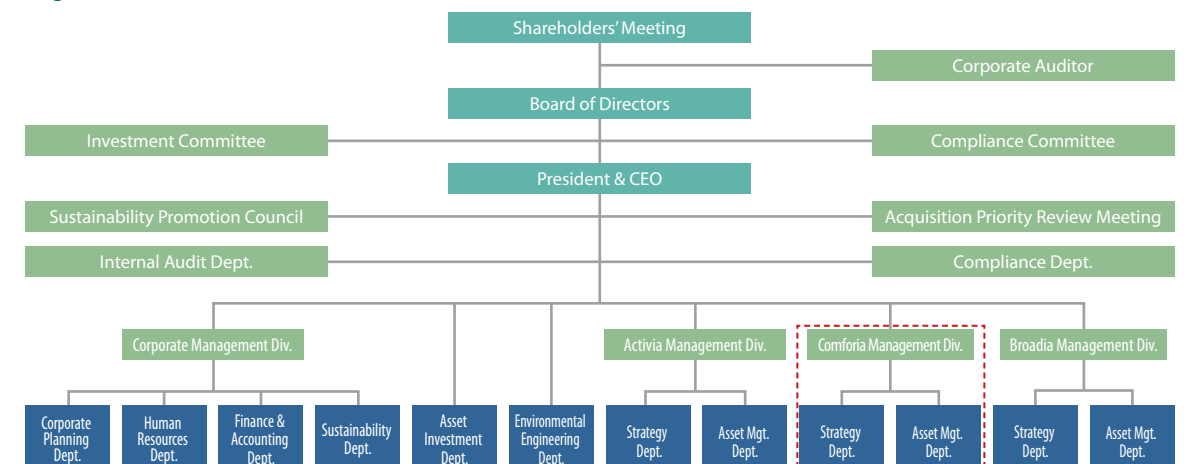 Shareholders' Meeting
Corporate Auditor
Board of Directors
Investment Committee
Compliance Committee
President & CEO
Sustainability Promotion Council
Acquisition Priority Review Meeting
Internal Audit Dept.
Compliance Dept.
Corporate Management Div.
Activia Management Div.
Comforia Management Div.
Broadia Management Div.
Corporate
Planning
Dept.
Human
Resources
Dept.
Finance &
Accounting
Dept.
Sustainability
Dept.
Asset
Investment
Dept.
Environmental
Engineering
Dept.
Strategy
Dept.
Asset Mgt.
Dept.
Strategy
Dept.
Asset Mgt.
Dept.
Strategy
Dept.
Asset Mgt.
Dept.